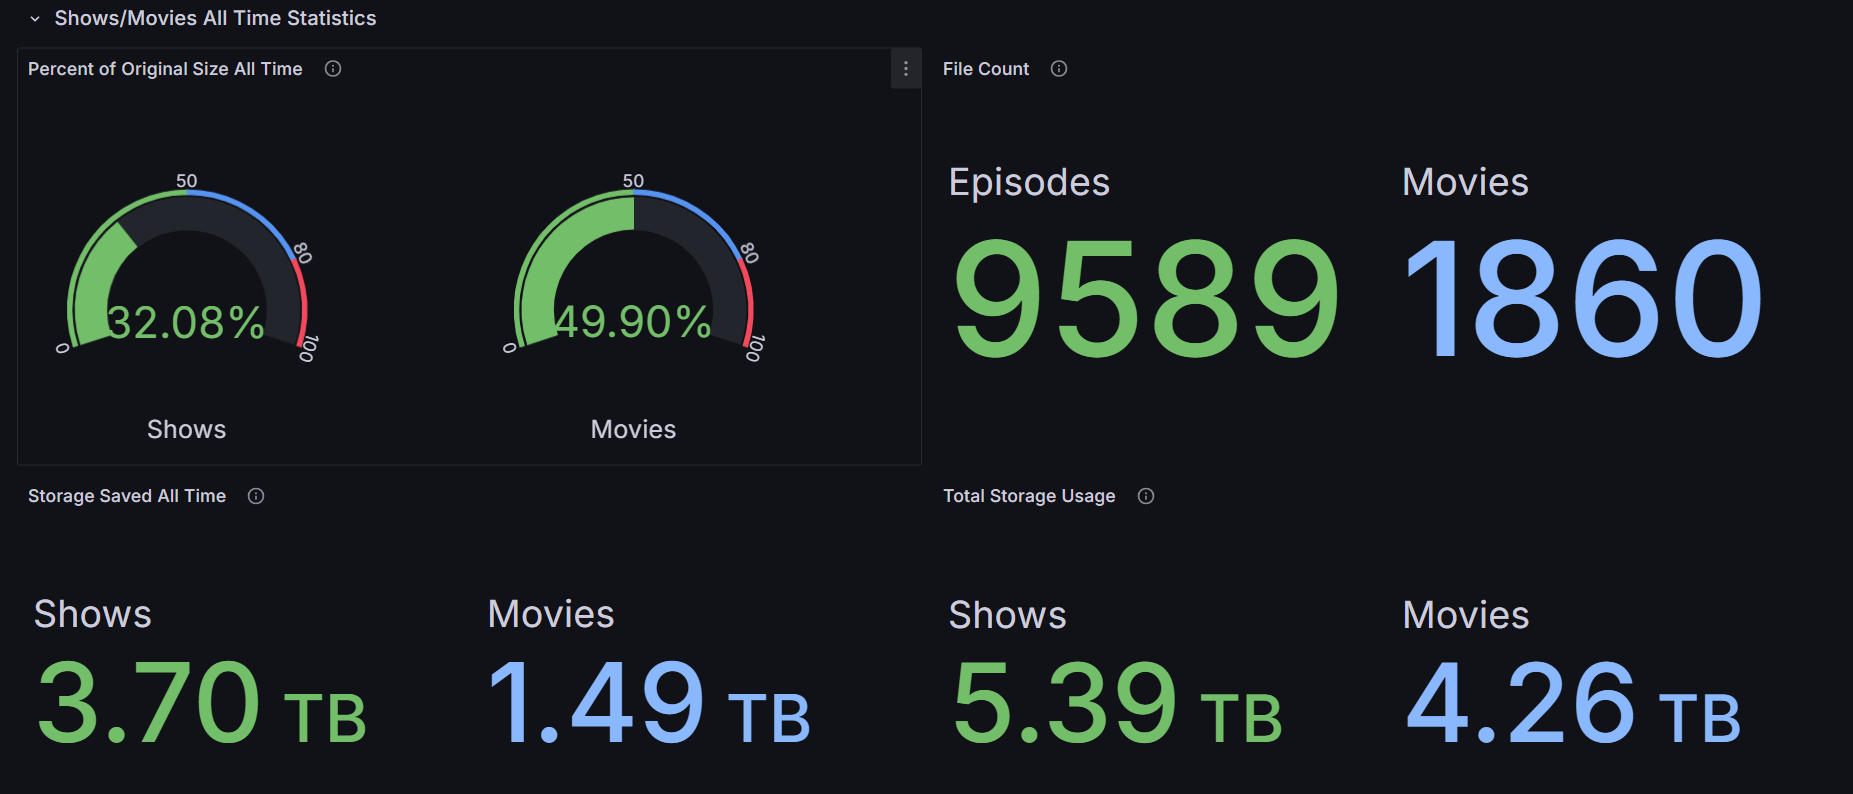 Shows/Movies All Time Statistics
Percent of Original Size All Time
0
50
80
100
32.08%
Shows
0
50
80
100
49.90%
Movies
File Count
Episodes
9589
Movies
1860
Storage Saved All Time
Shows
3.70 TB
Movies
1.49 TB
Total Storage Usage
Shows
5.39 TB
Movies
4.26 TB